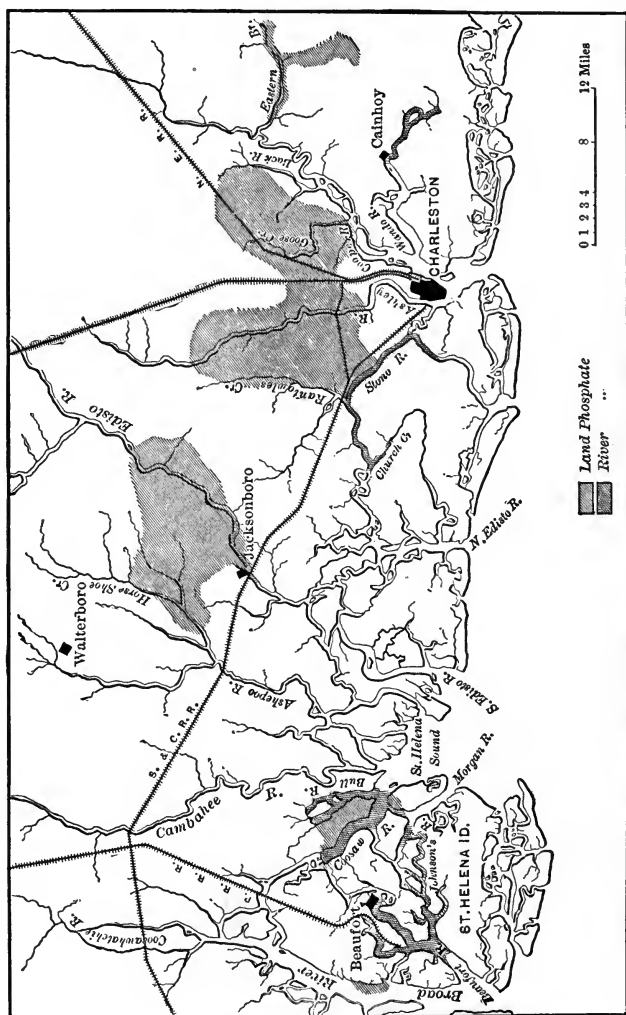 N. E. R. R.
Eastern Br.
Back R.
Goose Cr.
Cooper R.
Cainhoy
Wando R.
CHARLESTON
Ashley
R.
Rantowles Cr.
Stono R.
Church C.
Edisto R.
Jacksonboro
Horse Shoe Cr.
Walterboro
Ashepoo R.
S. & C. R. R.
N. Edisto R.
S. Edisto R.
St. Helena Sound
Morgan R.
Bull R.
Cambahee R.
Coosaw R.
Johnson's R.
ST. HELENA ID.
Beaufort
Beaufort
Broad River
Coosawhatchie R.
P. R. R. R.
0 1 2 3 4 8 12 Miles
Land Phosphate
River „